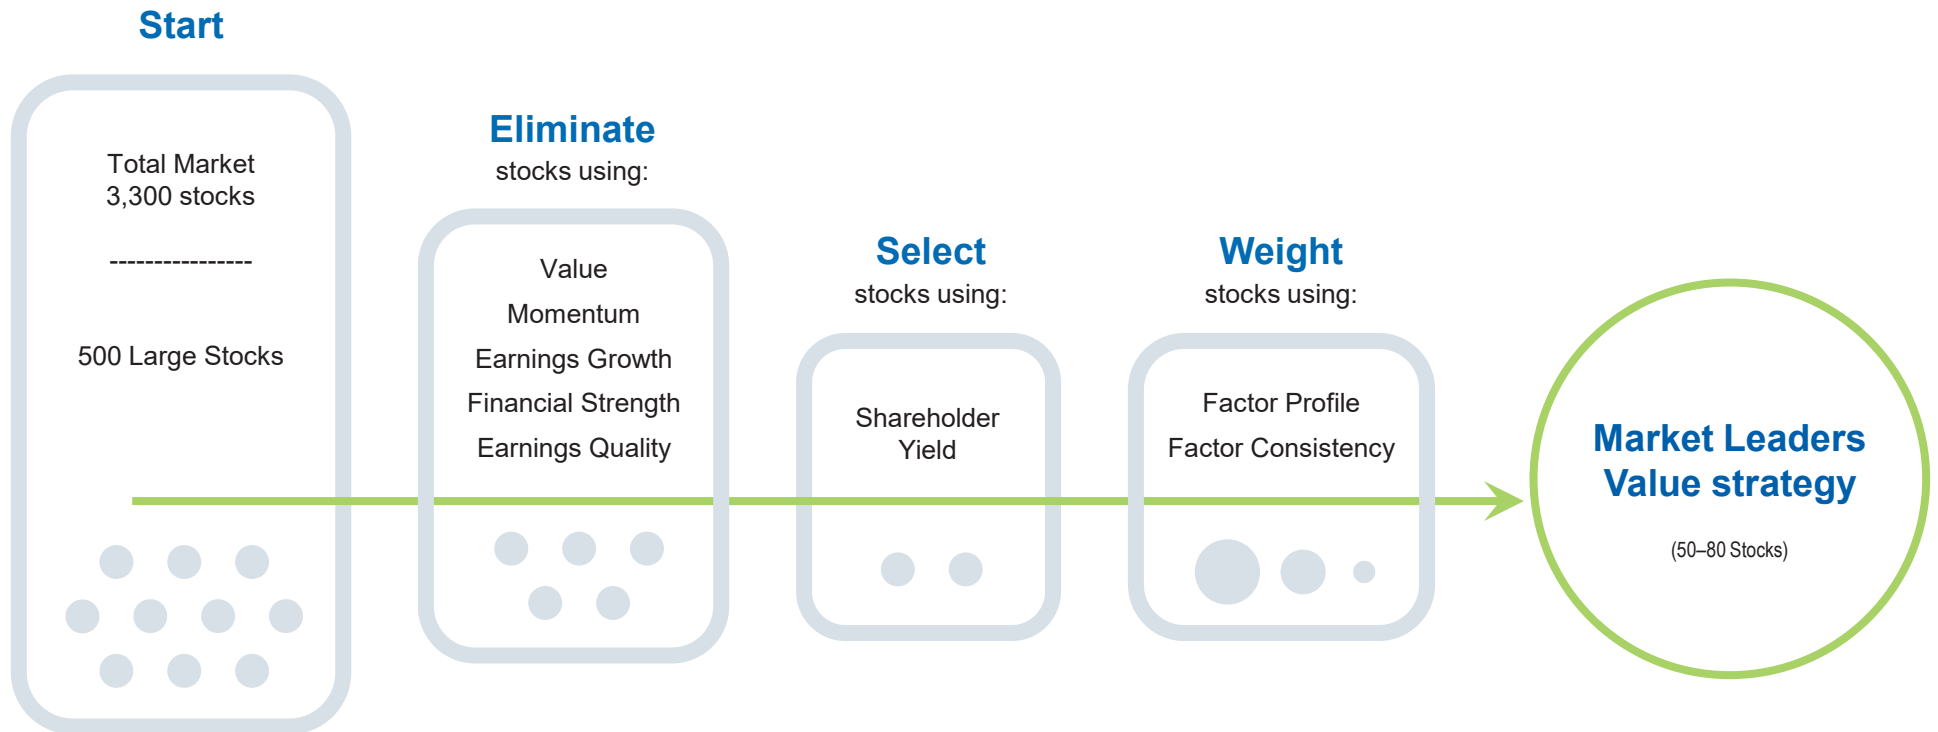 Start
Total Market
3,300 stocks
----------------
500 Large Stocks
Eliminate
stocks using:
Value
Momentum
Earnings Growth
Financial Strength
Earnings Quality
Select
stocks using:
Shareholder
Yield
Weight
stocks using:
Factor Profile
Factor Consistency
Market Leaders
Value strategy
(50–80 Stocks)